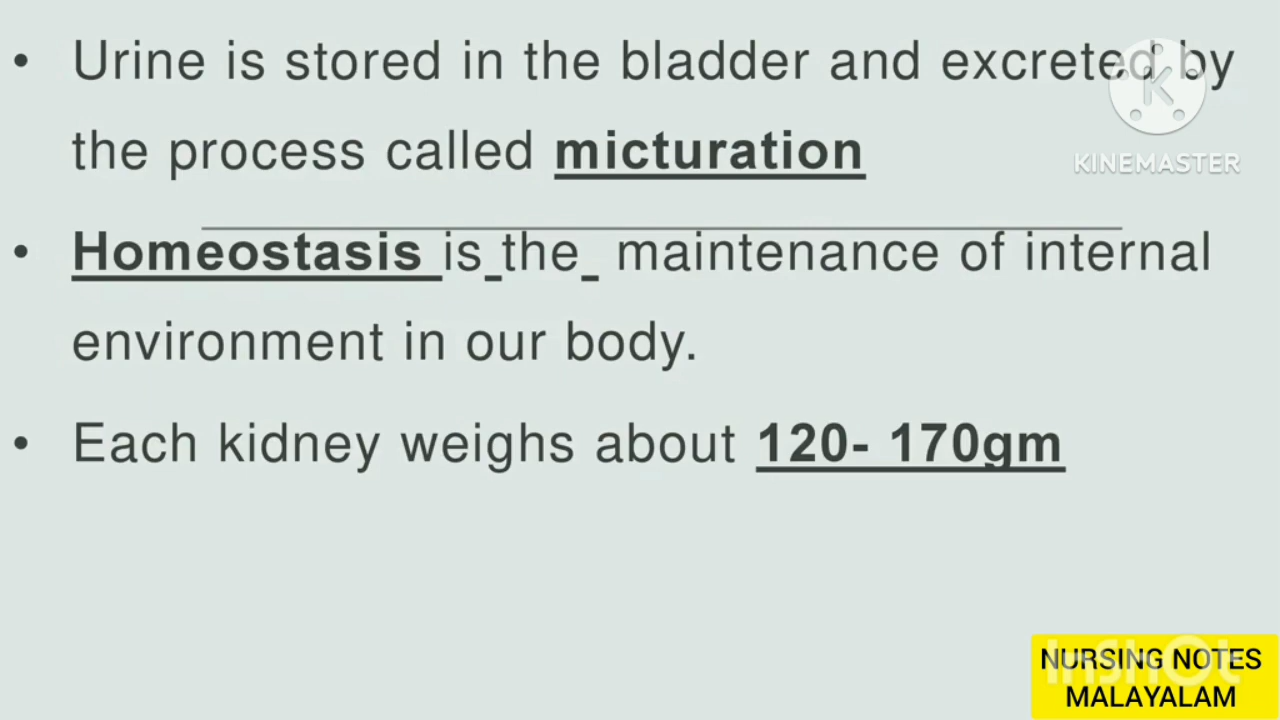 • Urine is stored in the bladder and excreted by
the process called micturation
• Homeostasis is the maintenance of internal
environment in our body.
• Each kidney weighs about 120- 170gm
K
KINEMASTER
InShOt
NURSING NOTES
MALAYALAM